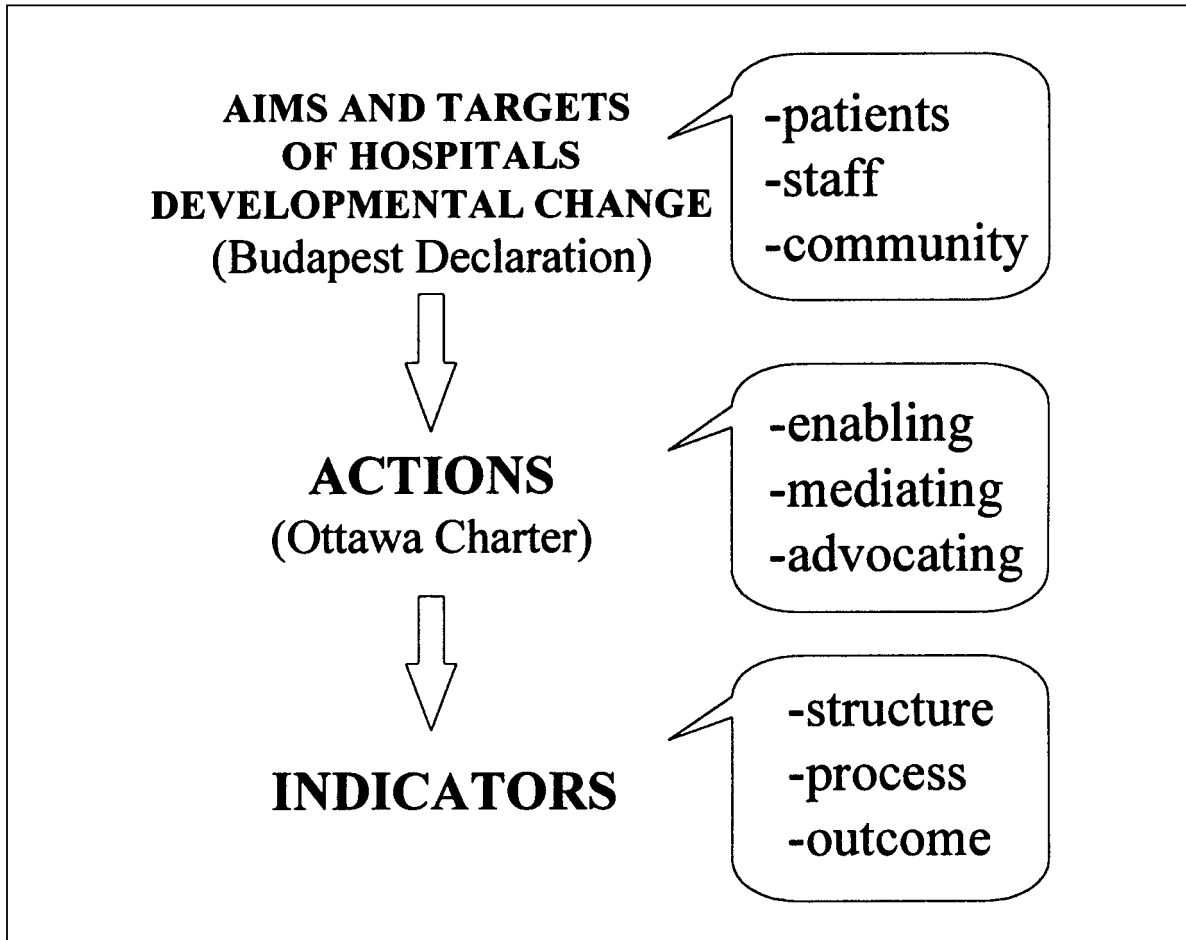 AIMS AND TARGETS
OF HOSPITALS
DEVELOPMENTAL CHANGE
(Budapest Declaration)
-patients
-staff
-community
ACTIONS
(Ottawa Charter)
-enabling
-mediating
-advocating
INDICATORS
-structure
-process
-outcome